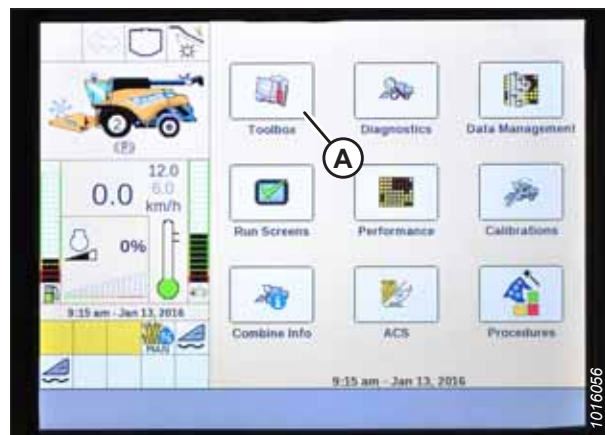 2
(P)
12.0
0.0
6.0
km/h
0%
9:15 am - Jan 13, 2016
MAN
Toolbox
Diagnostics
Data Management
A
Run Screens
Performance
Calibrations
Combine Info
ACS
Procedures
9:15 am - Jan 13, 2016
1016056